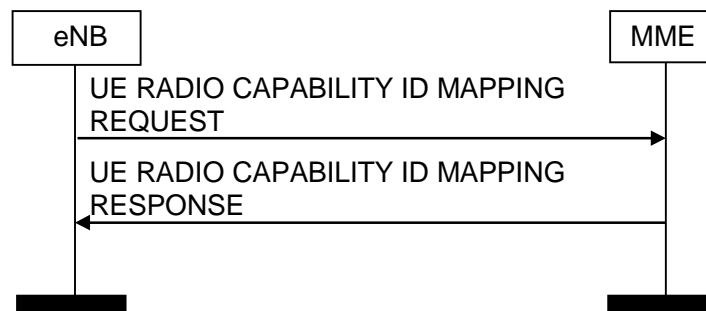 eNB
MME
UE RADIO CAPABILITY ID MAPPING
REQUEST
UE RADIO CAPABILITY ID MAPPING
RESPONSE